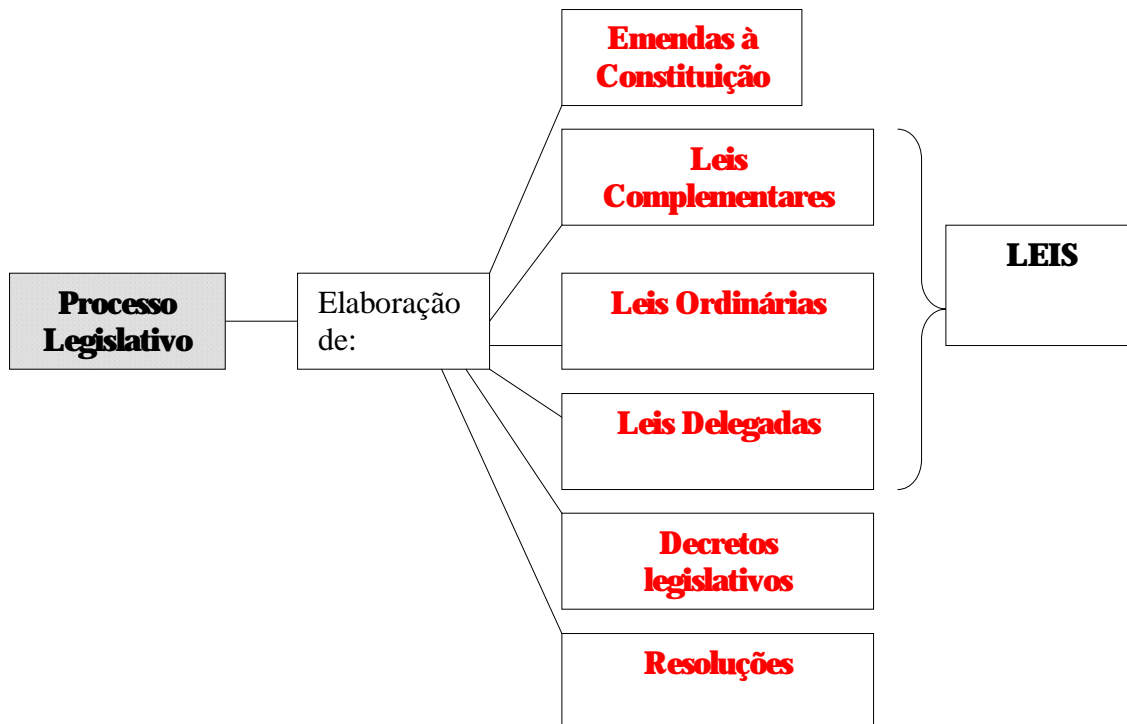 Emendas à
Constituição
Leis
Complementares
LEIS
Processo
Legislativo
Elaboração
de:
Leis Ordinárias
Leis Delegadas
Decretos
legislativos
Resoluções